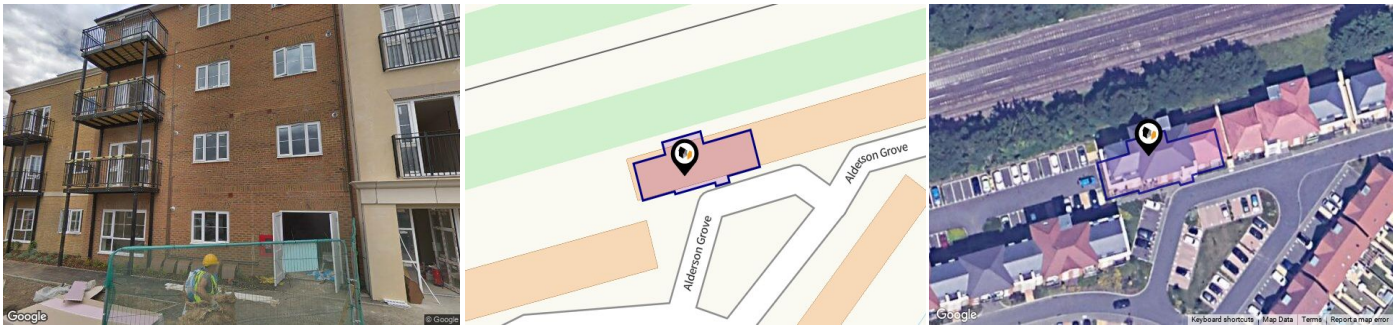 Google
© Google
Alderson Grove
Alderson Grove
Google
Keyboard shortcuts
Map Data
Terms
Report a map error